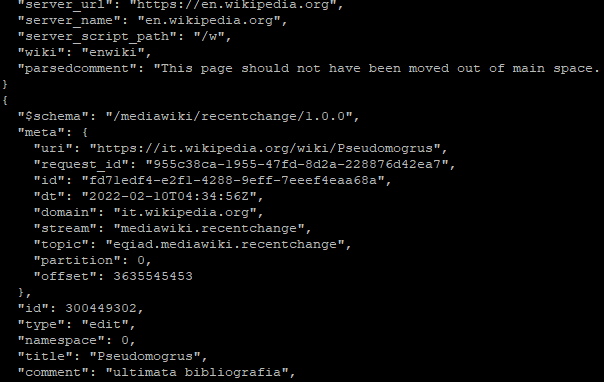 "server_url": "https://en.wikipedia.org",
"server_name": "en.wikipedia.org",
"server_script_path": "/w",
"wiki": "enwiki",
"parsedcomment": "This page should not have been moved out of main space.
}
{
"$schema": "/mediawiki/recentchange/1.0.0",
"meta": {
"uri": "https://it.wikipedia.org/wiki/Pseudomogrus",
"request_id": "955c38ca-1955-47fd-8d2a-228876d42ea7",
"id": "fd71edf4-e2f1-4288-9eff-7eeef4eaa68a",
"dt": "2022-02-10T04:34:56Z",
"domain": "it.wikipedia.org",
"stream": "mediawiki.recentchange",
"topic": "eqiad.mediawiki.recentchange",
"partition": 0,
"offset": 3635545453
},
"id": 300449302,
"type": "edit",
"namespace": 0,
"title": "Pseudomogrus",
"comment": "ultimata bibliografia",